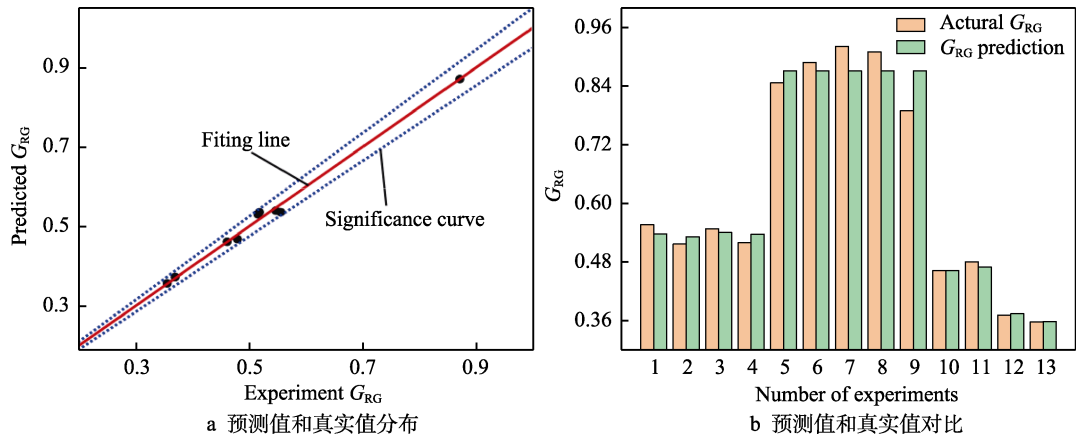 0.9
0.7
0.5
0.3
Predicted GRG
Fiting line
Significance curve
0.3 0.5 0.7 0.9
Experiment GRG
a 预测值和真实值分布
0.96
0.84
0.72
0.60
0.48
0.36
GRG
Actural GRG
GRG prediction
1 2 3 4 5 6 7 8 9 10 11 12 13
Number of experiments
b 预测值和真实值对比